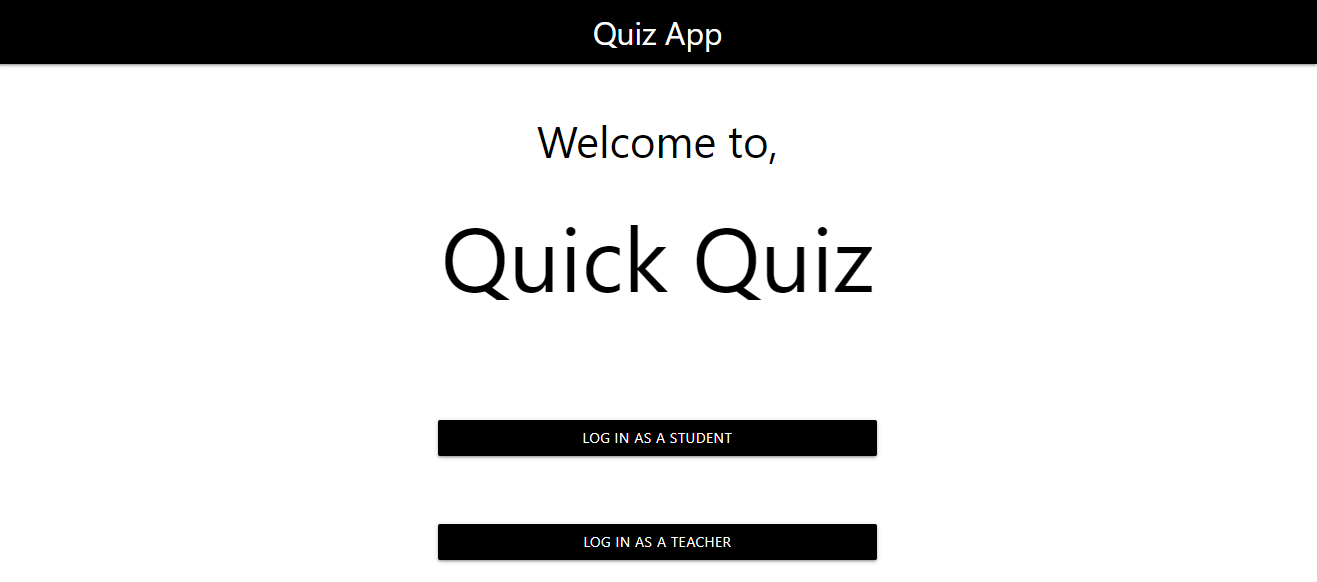 Quiz App
Welcome to,
Quick Quiz
LOG IN AS A STUDENT
LOG IN AS A TEACHER